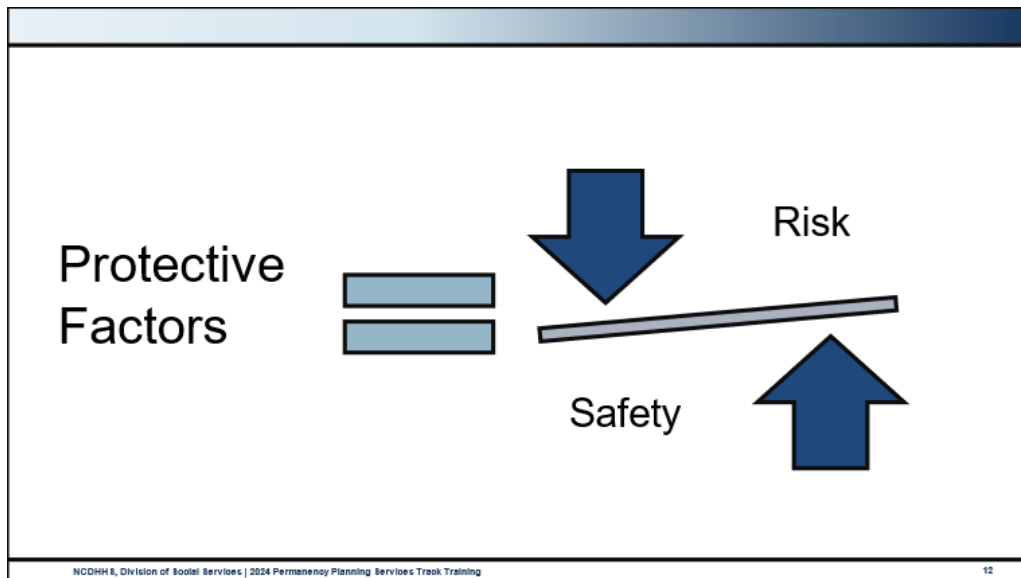 Protective
Factors
Risk
Safety
NCDHHS, Division of Social Services | 2024 Permanency Planning Services Track Training
12